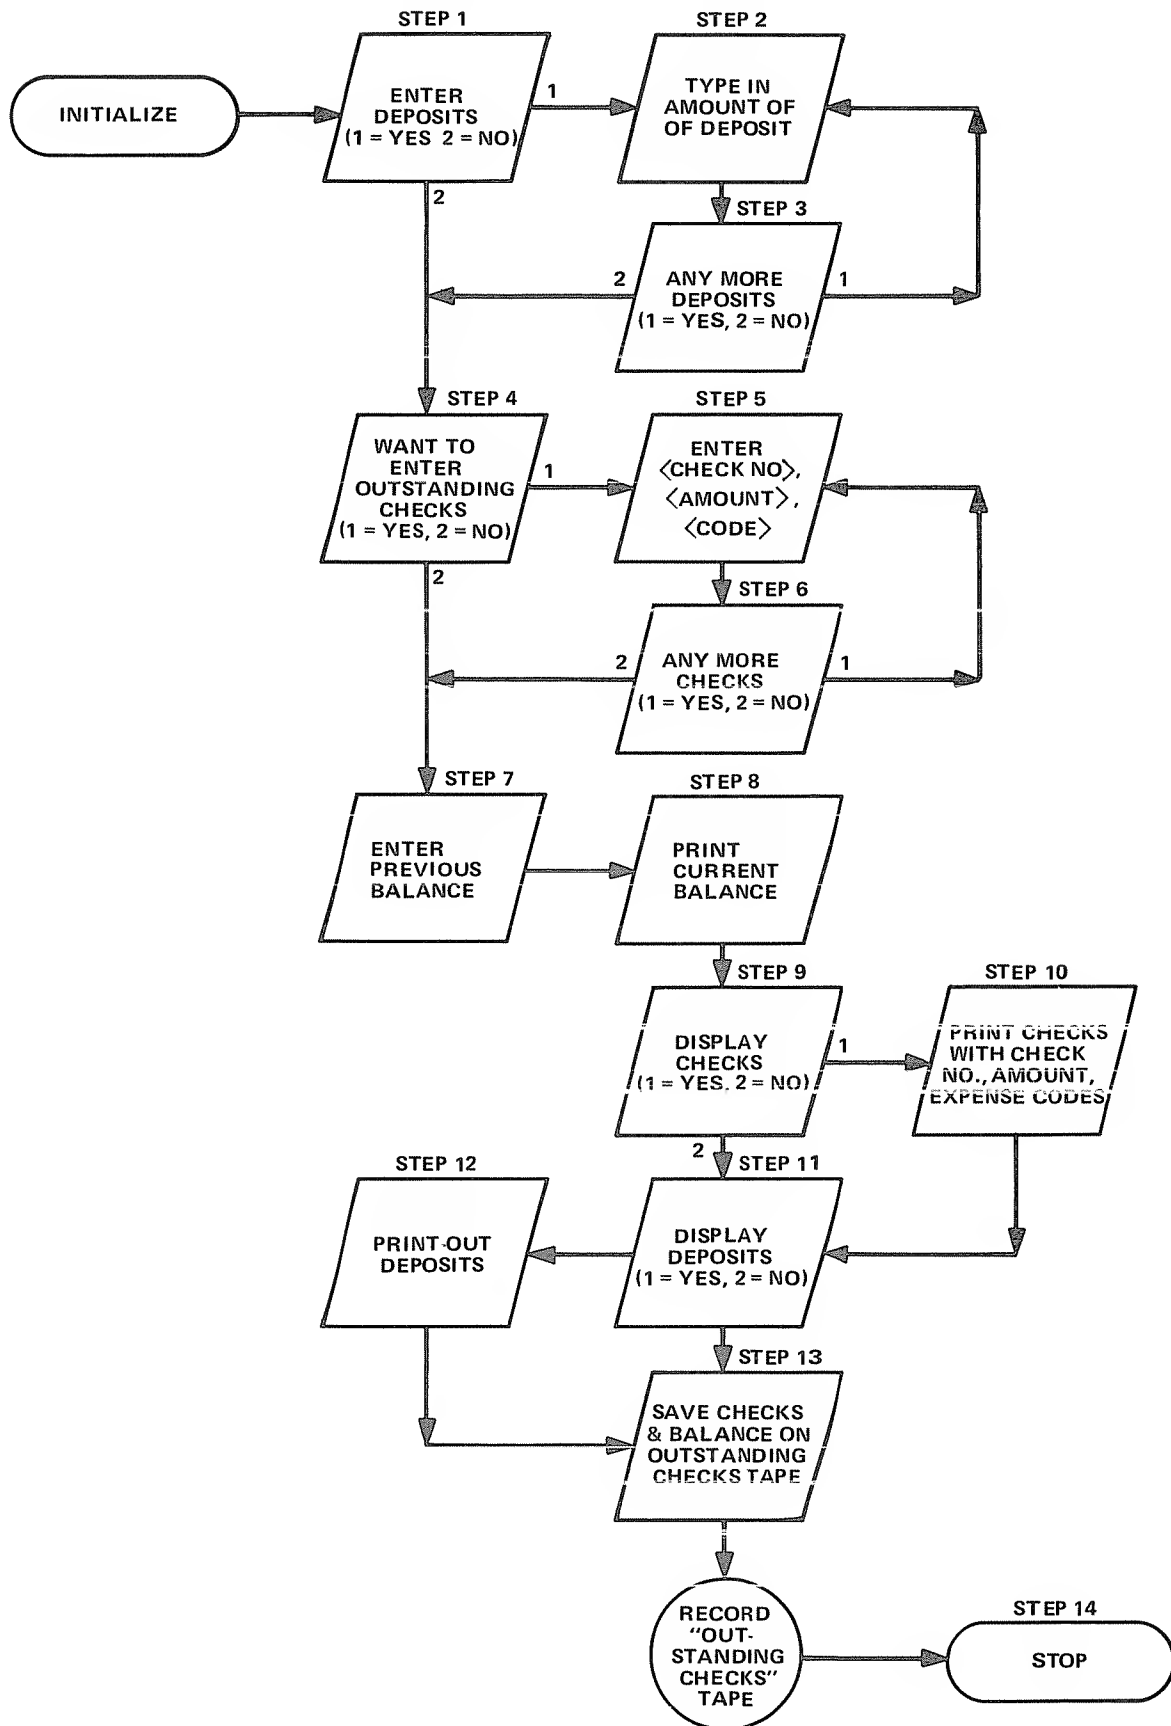 STEP 1
INITIALIZE
ENTER
DEPOSITS
(1 = YES 2 = NO)
1
2
STEP 2
TYPE IN
AMOUNT OF
OF DEPOSIT
STEP 3
ANY MORE
DEPOSITS
(1 = YES, 2 = NO)
2
1
STEP 4
WANT TO
ENTER
OUTSTANDING
CHECKS
(1 = YES, 2 = NO)
1
2
STEP 5
ENTER
<CHECK NO>,
<AMOUNT>,
<CODE>
STEP 6
ANY MORE
CHECKS
(1 = YES, 2 = NO)
2
1
STEP 7
ENTER
PREVIOUS
BALANCE
STEP 8
PRINT
CURRENT
BALANCE
STEP 9
DISPLAY
CHECKS
(1 = YES, 2 = NO)
1
2
STEP 10
PRINT CHECKS
WITH CHECK
NO., AMOUNT,
EXPENSE CODES
STEP 11
DISPLAY
DEPOSITS
(1 = YES, 2 = NO)
STEP 12
PRINT-OUT
DEPOSITS
STEP 13
SAVE CHECKS
& BALANCE ON
OUTSTANDING
CHECKS TAPE
RECORD
"OUT-
STANDING
CHECKS"
TAPE
STEP 14
STOP